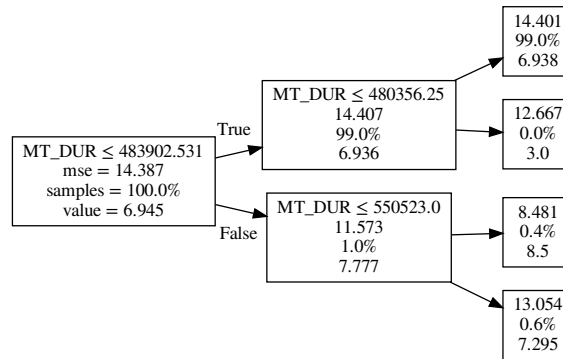 MT_DUR ≤ 483902.531
mse = 14.387
samples = 100.0%
value = 6.945
True
False
MT_DUR ≤ 480356.25
14.407
99.0%
6.936
MT_DUR ≤ 550523.0
11.573
1.0%
7.777
14.401
99.0%
6.938
12.667
0.0%
3.0
8.481
0.4%
8.5
13.054
0.6%
7.295